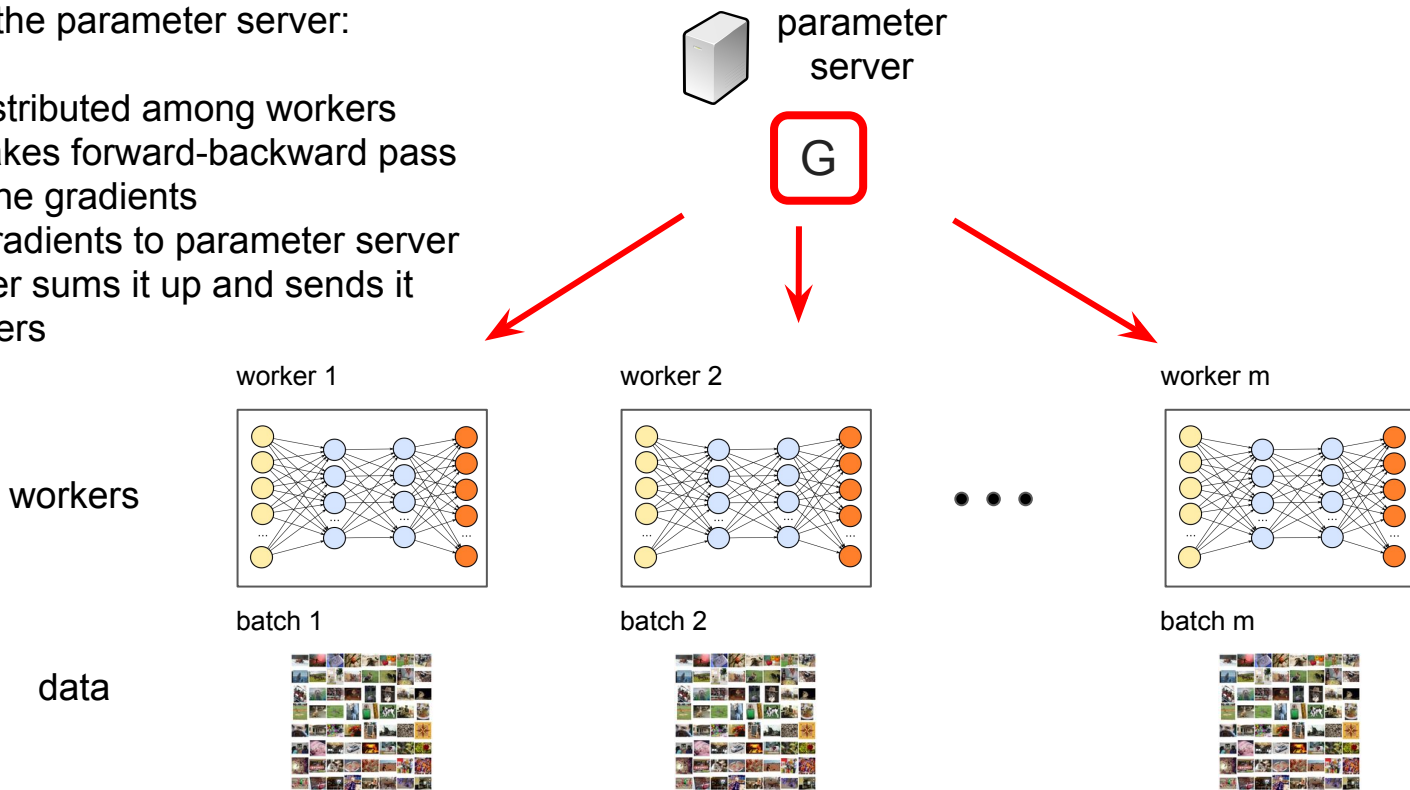 the parameter server:
stributed among workers
akes forward-backward pass
he gradients
radients to parameter server
er sums it up and sends it
ers
parameter
server
G
worker 1
worker 2
worker m
workers
...
...
...
...
...
...
...
...
...
...
...
...
batch 1
batch 2
batch m
data